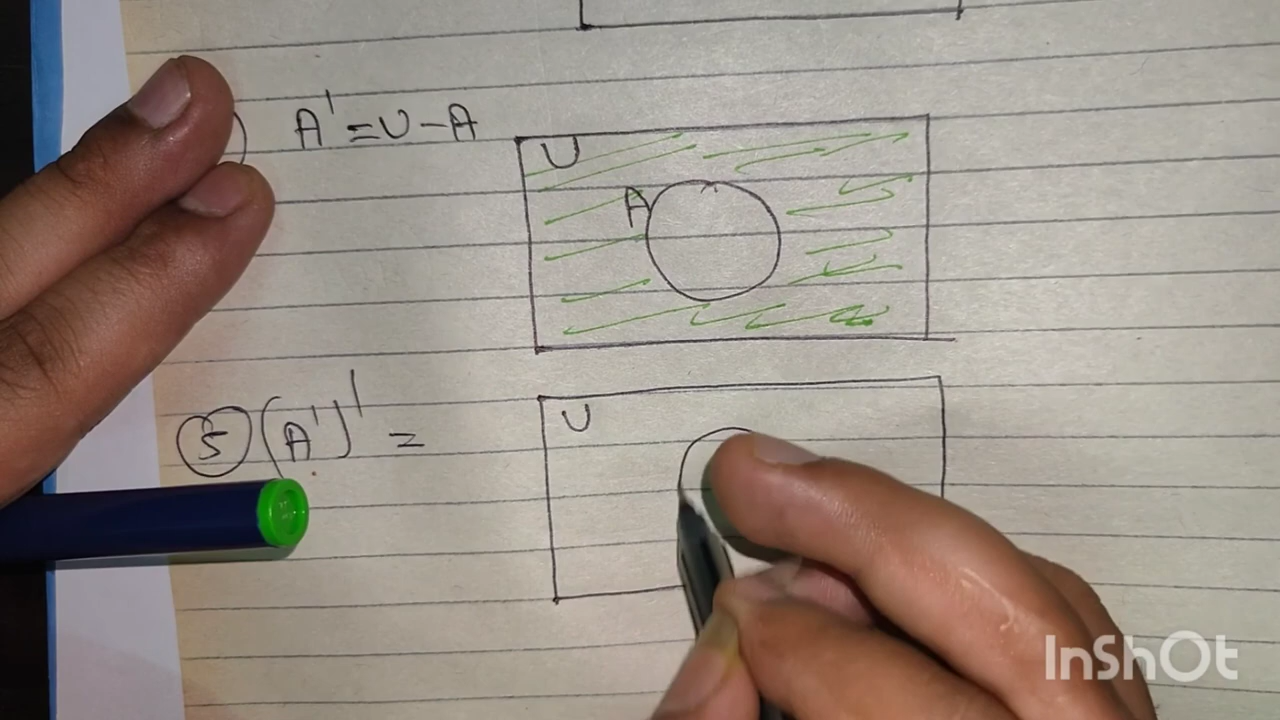 ) A' = U - A
U
A
⑤ (A')' =
U
InShOt